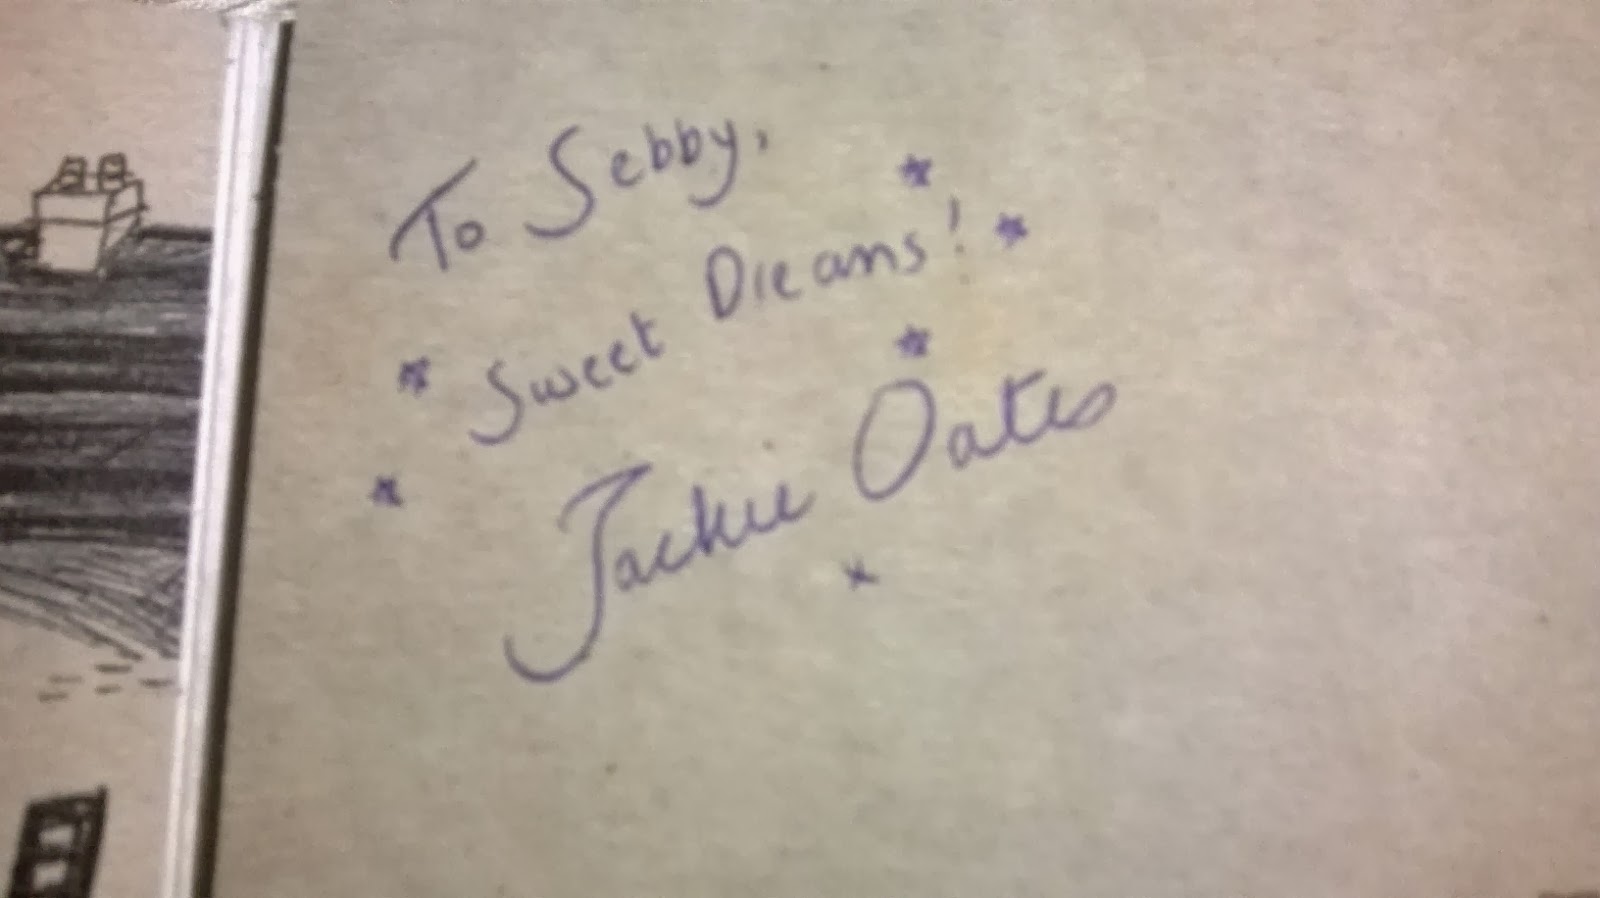 To Sebby,
Sweet Dreams!
Jackie Oates
x